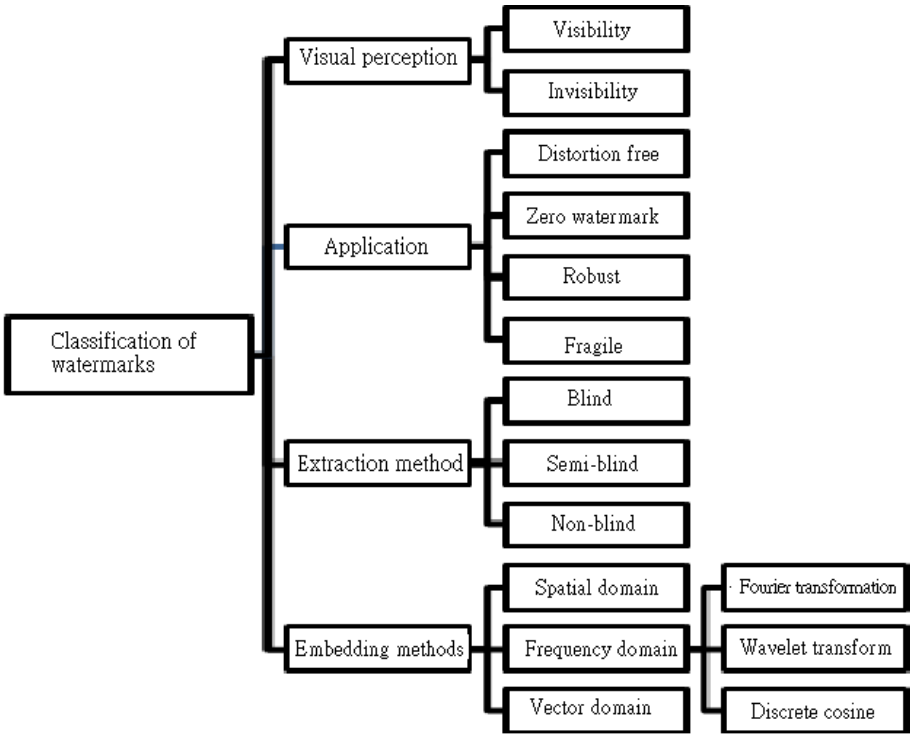 Classification of
watermarks
Visual perception
Visibility
Invisibility
Application
Distortion free
Zero watermark
Robust
Fragile
Extraction method
Blind
Semi-blind
Non-blind
Embedding methods
Spatial domain
Frequency domain
Fourier transformation
Wavelet transform
Discrete cosine
Vector domain